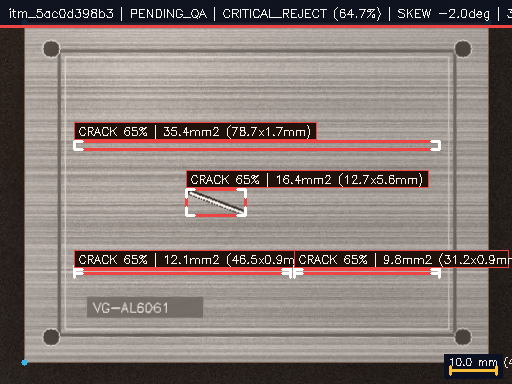 itm_5ac0d398b3 | PENDING_QA | CRITICAL_REJECT (64.7%) | SKEW -2.0deg | 3
CRACK 65% | 35.4mm2 (78.7x1.7mm)
CRACK 65% | 16.4mm2 (12.7x5.6mm)
CRACK 65% | 12.1mm2 (46.5x0.9m
CRACK 65% | 9.8mm2 (31.2x0.9mm
VG-AL6061
10.0 mm (4